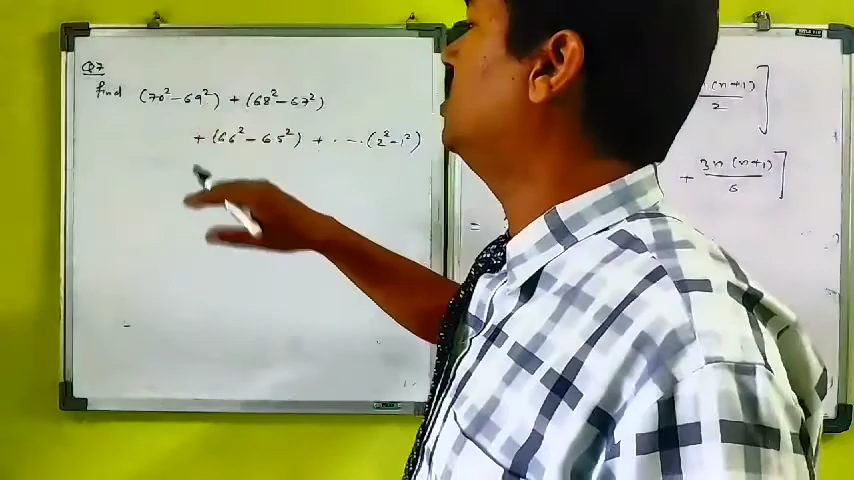 Q7
find (70² - 69²) + (68² - 67²)
+ (66² - 65²) + - - - (2² - 1²)
n(n+1)]
2
+ 3n(n+1)]
6